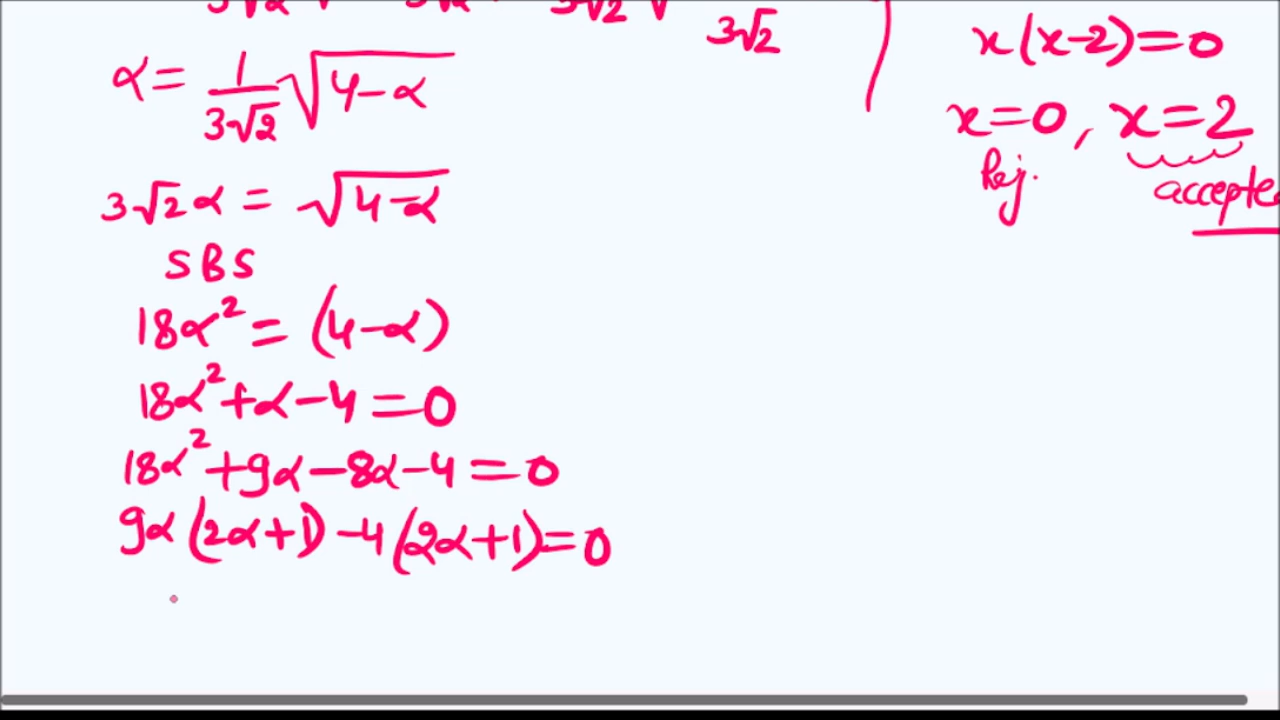 3√2
α = 1/(3√2) √(4-α)
3√2 α = √(4-α)
SBS
18α² = (4-α)
18α² + α - 4 = 0
18α² + 9α - 8α - 4 = 0
9α(2α+1) - 4(2α+1) = 0
x(x-2) = 0
x = 0, x = 2
Rej. accepted